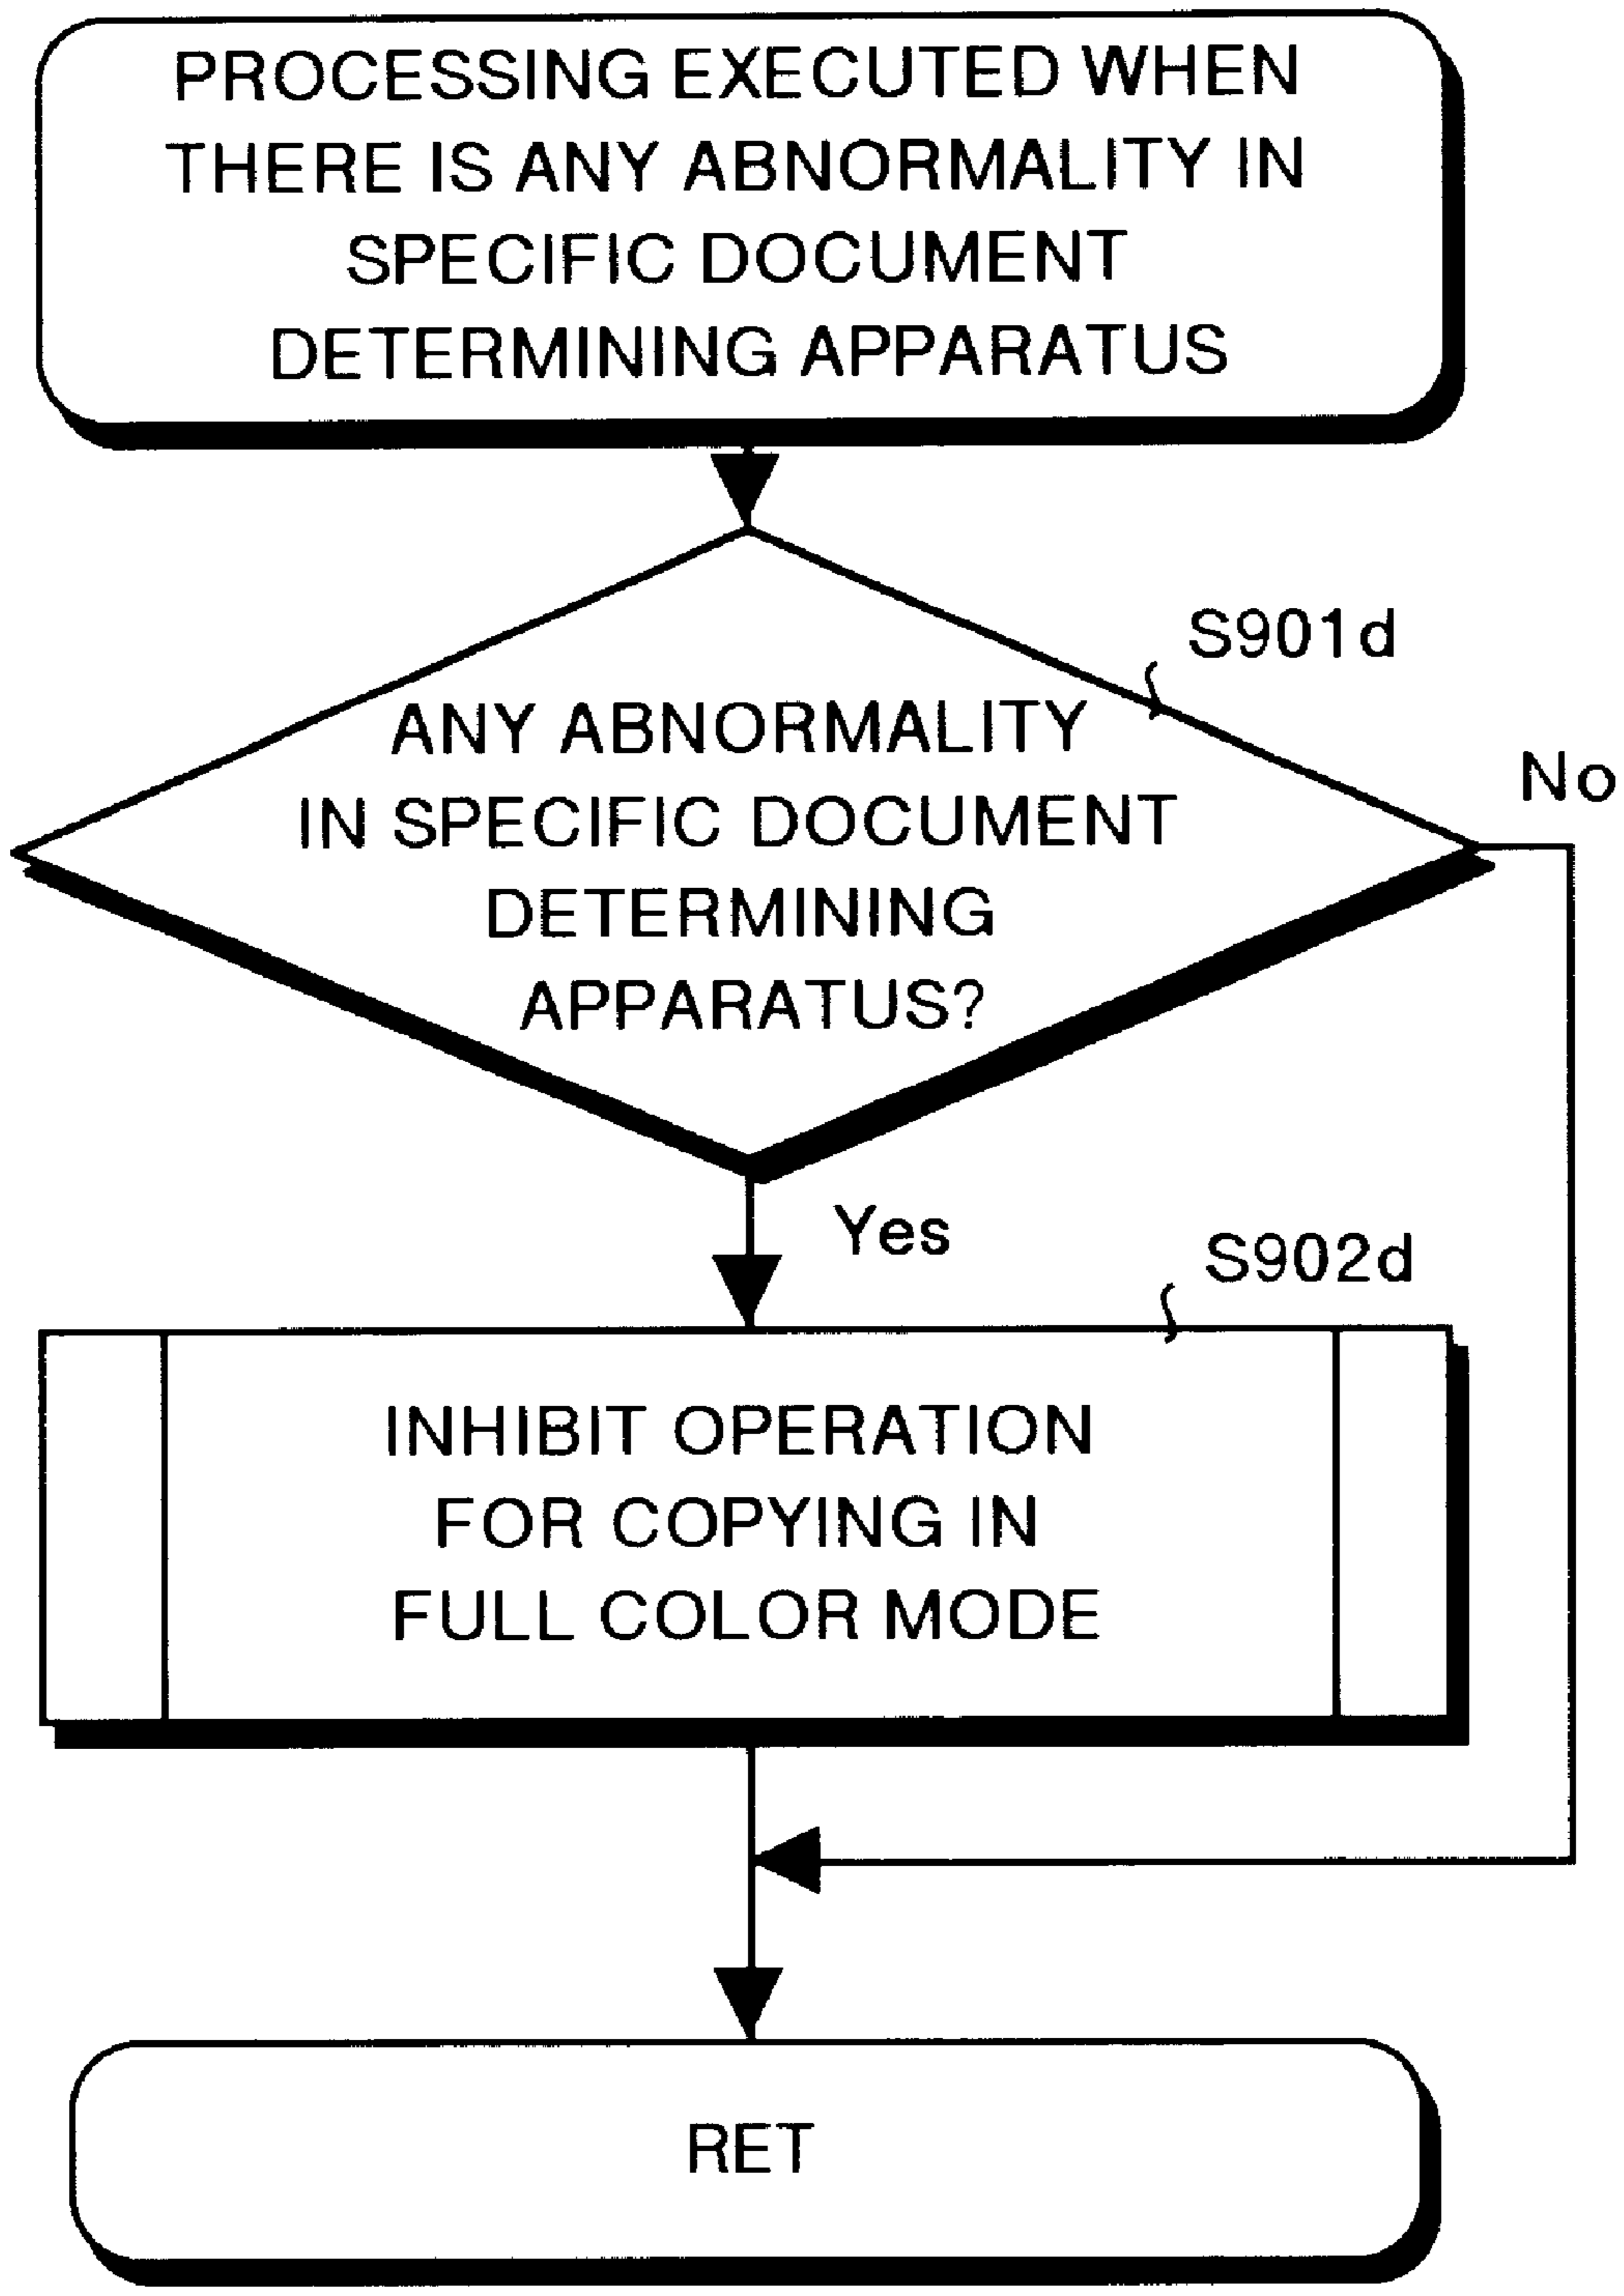 PROCESSING EXECUTED WHEN
THERE IS ANY ABNORMALITY IN
SPECIFIC DOCUMENT
DETERMINING APPARATUS
S901d
ANY ABNORMALITY
IN SPECIFIC DOCUMENT
DETERMINING
APPARATUS?
No
Yes
S902d
INHIBIT OPERATION
FOR COPYING IN
FULL COLOR MODE
RET